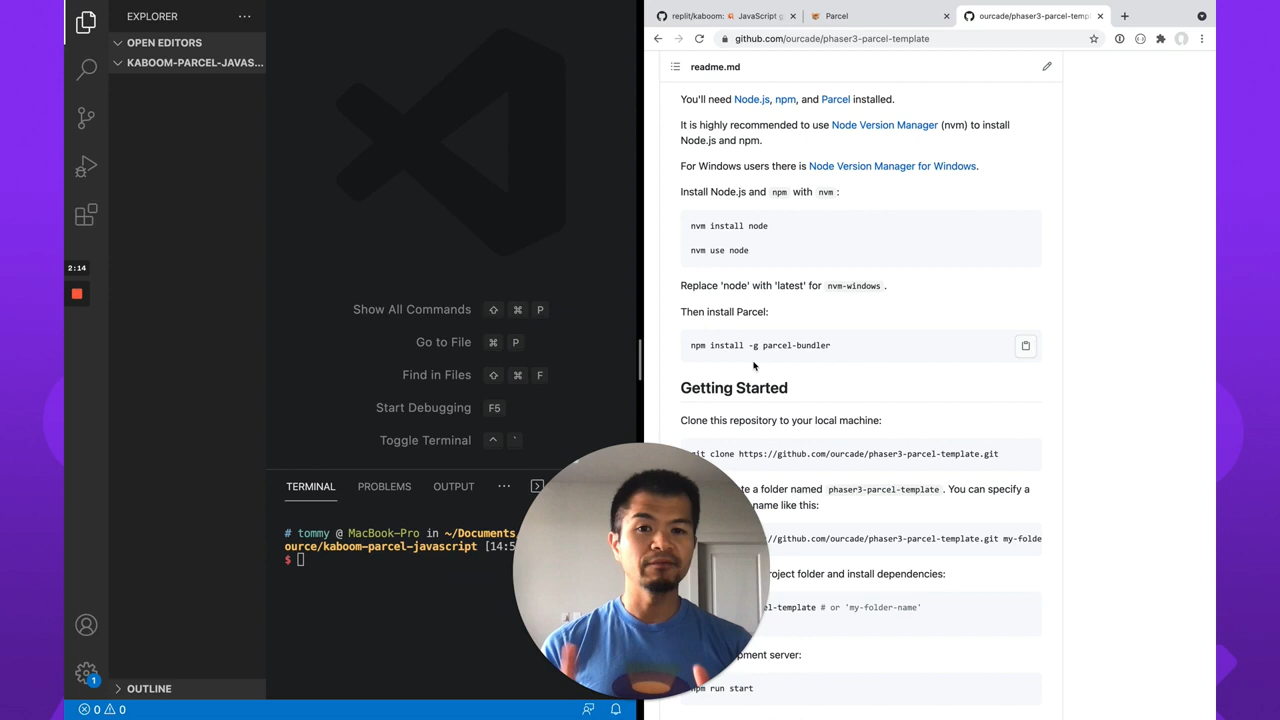 EXPLORER
OPEN EDITORS
KABOOM-PARCEL-JAVAS...
2:14
Show All Commands ⇧ ⌘ P
Go to File ⌘ P
Find in Files ⇧ ⌘ F
Start Debugging F5
Toggle Terminal ^ `
TERMINAL PROBLEMS OUTPUT
# tommy @ MacBook-Pro in ~/Documents
ource/kaboom-parcel-javascript [14:5
$
OUTLINE
1
0 0
replit/kaboom: 💥 JavaScript g
Parcel
ourcade/phaser3-parcel-temp
github.com/ourcade/phaser3-parcel-template
readme.md
You'll need Node.js, npm, and Parcel installed.
It is highly recommended to use Node Version Manager (nvm) to install
Node.js and npm.
For Windows users there is Node Version Manager for Windows.
Install Node.js and npm with nvm :
nvm install node
nvm use node
Replace 'node' with 'latest' for nvm-windows .
Then install Parcel:
npm install -g parcel-bundler
Getting Started
Clone this repository to your local machine:
git clone https://github.com/ourcade/phaser3-parcel-template.git
a folder named phaser3-parcel-template . You can specify a
name like this:
://github.com/ourcade/phaser3-parcel-template.git my-folde
project folder and install dependencies:
cel-template # or 'my-folder-name'
opment server:
npm run start